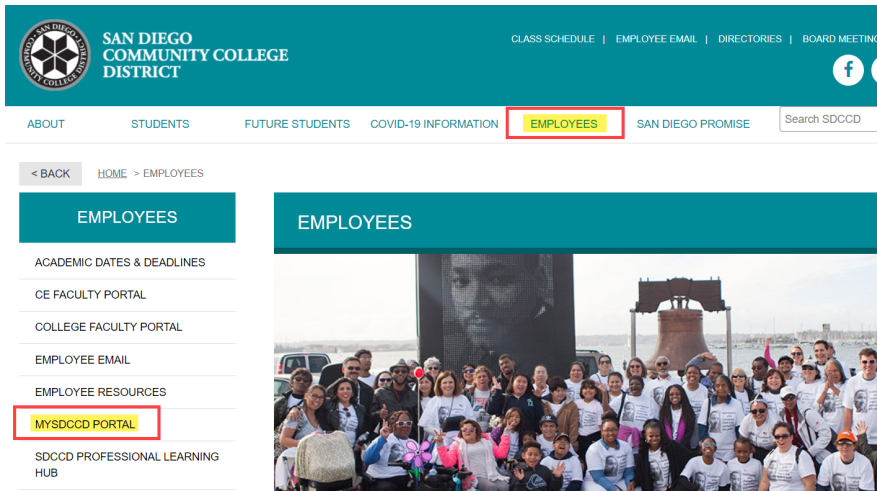 SAN DIEGO
COMMUNITY COLLEGE
DISTRICT
CLASS SCHEDULE | EMPLOYEE EMAIL | DIRECTORIES | BOARD MEETING
ABOUT STUDENTS FUTURE STUDENTS COVID-19 INFORMATION EMPLOYEES SAN DIEGO PROMISE Search SDCCD
< BACK HOME > EMPLOYEES
EMPLOYEES
EMPLOYEES
ACADEMIC DATES & DEADLINES
CE FACULTY PORTAL
COLLEGE FACULTY PORTAL
EMPLOYEE EMAIL
EMPLOYEE RESOURCES
MYSDCCD PORTAL
SDCCD PROFESSIONAL LEARNING
HUB